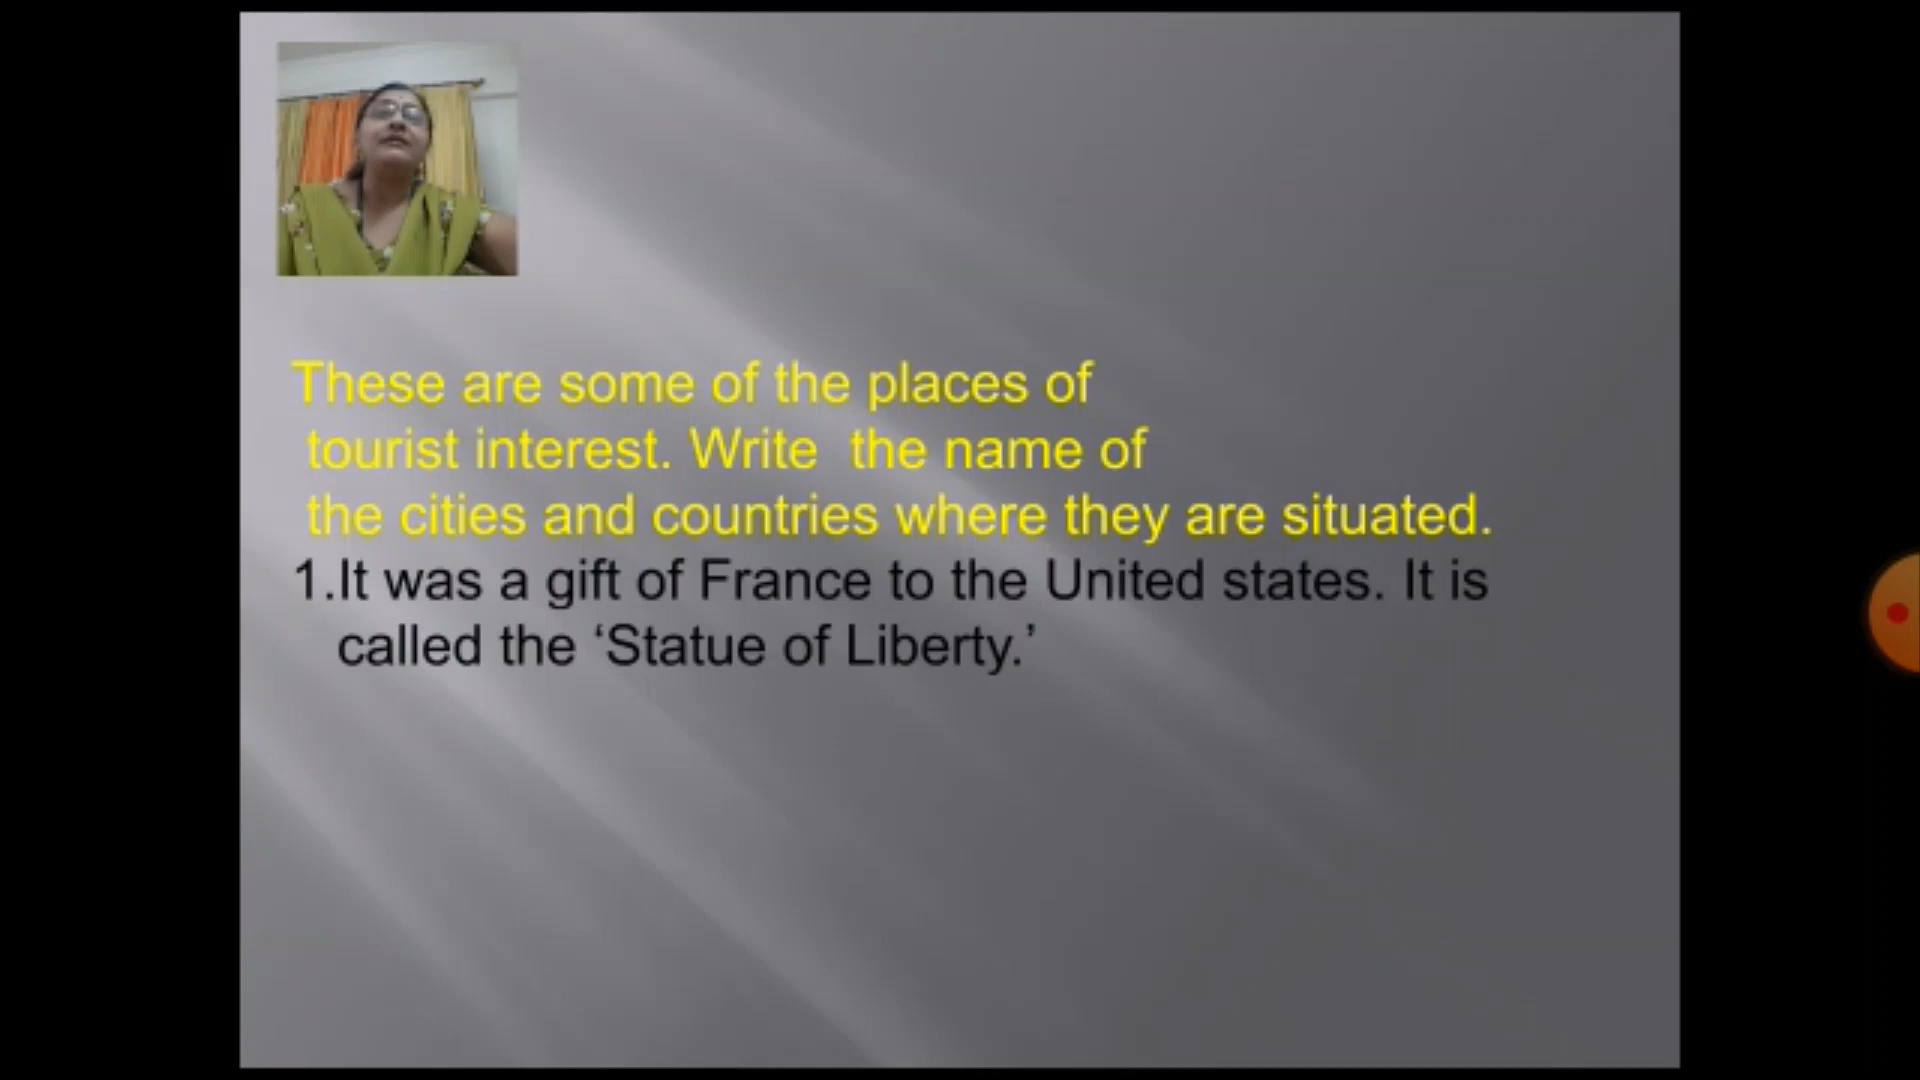 These are some of the places of
tourist interest. Write the name of
the cities and countries where they are situated.
1.It was a gift of France to the United states. It is
called the ‘Statue of Liberty.’